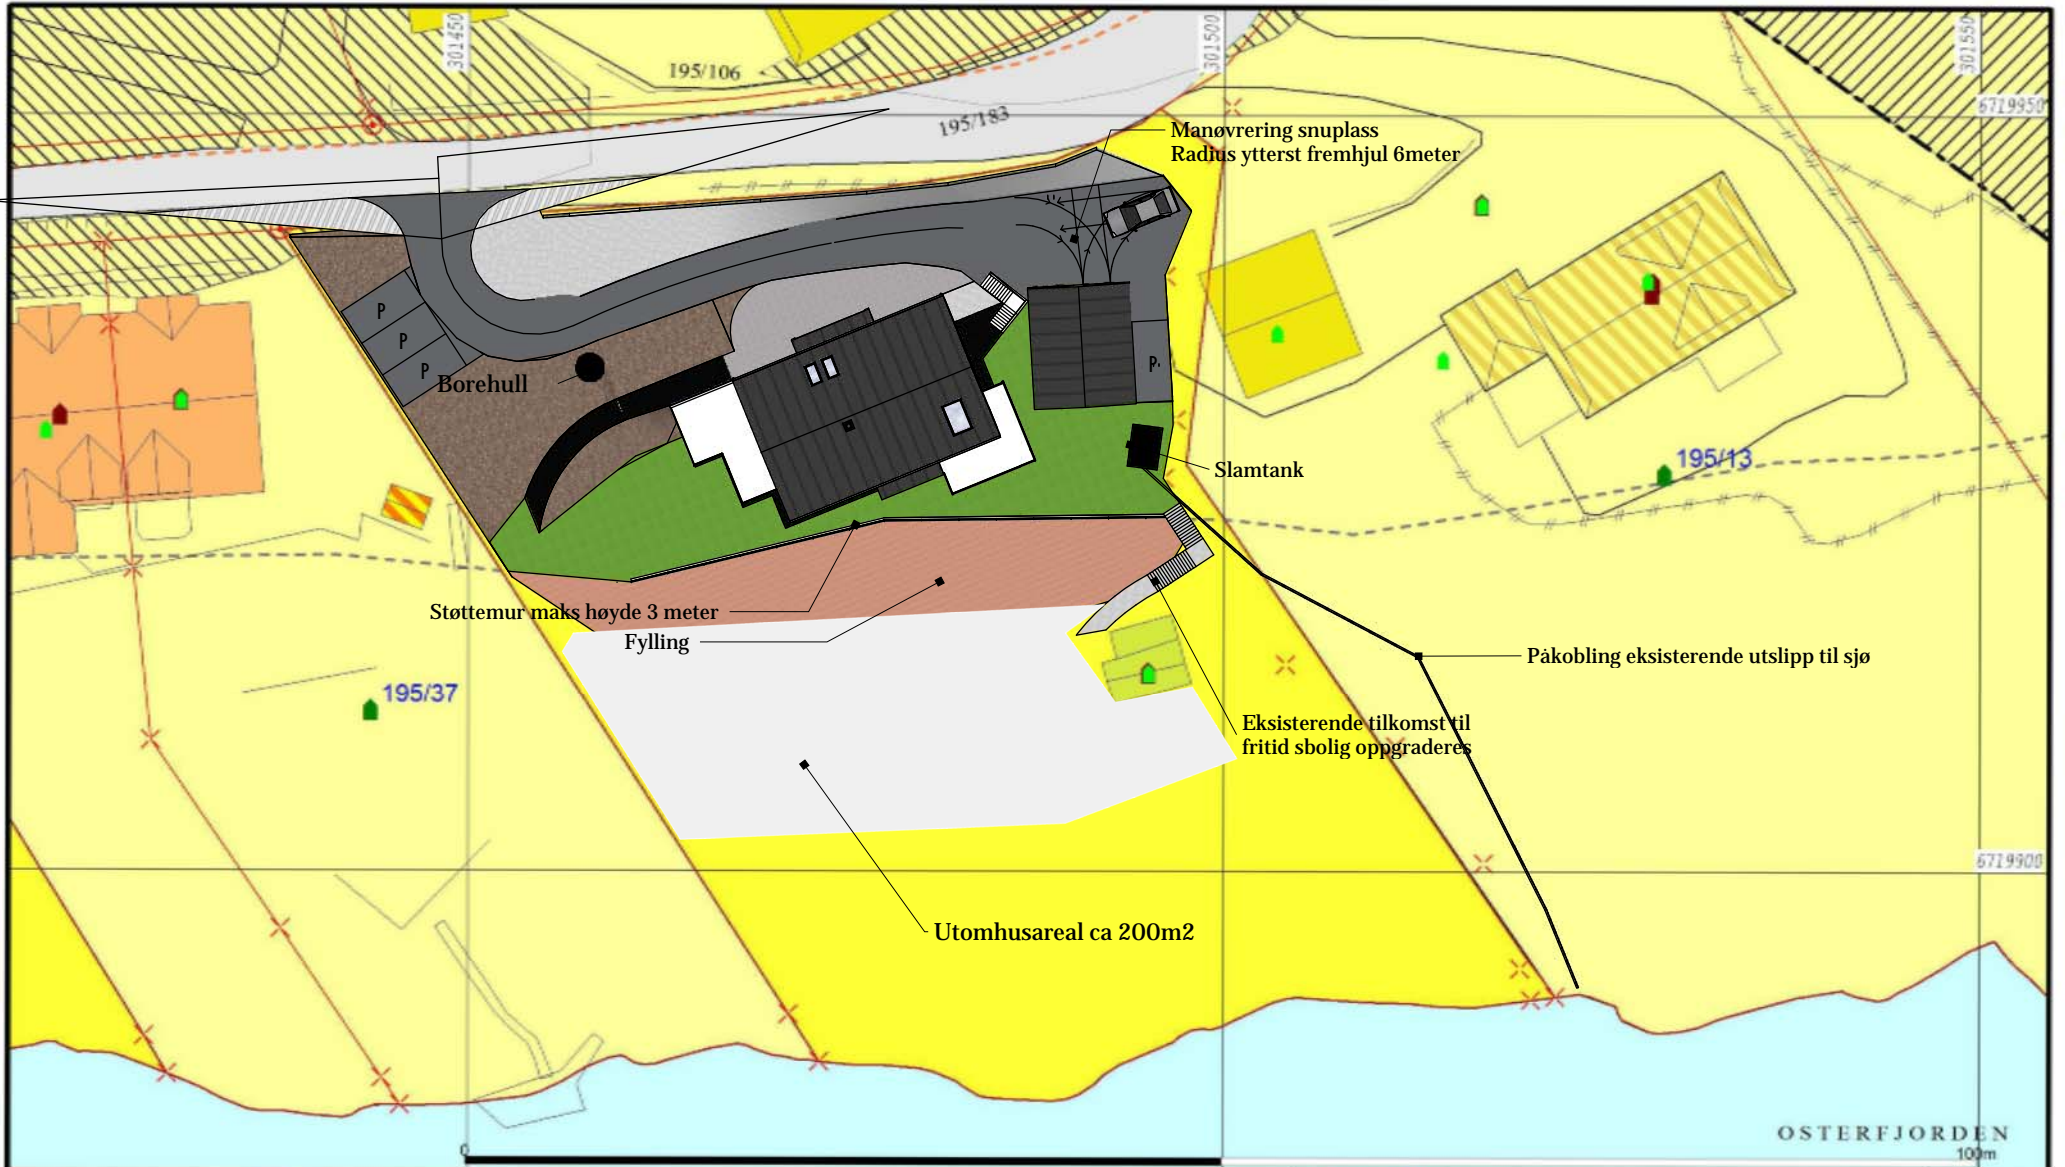 301450
301500
301550
195/106
6719950
195/183
Manøvrering snuplass
Radius ytterst fremhjul 6meter
P
P
P
P.
Borehull
195/13
Slamtank
Støttemur maks høyde 3 meter
Fylling
Påkobling eksisterende utslipp til sjø
195/37
Eksisterende tilkomst til
fritid sbolig oppgraderes
6719900
Utomhusareal ca 200m2
OSTERFJORDEN
0
100m